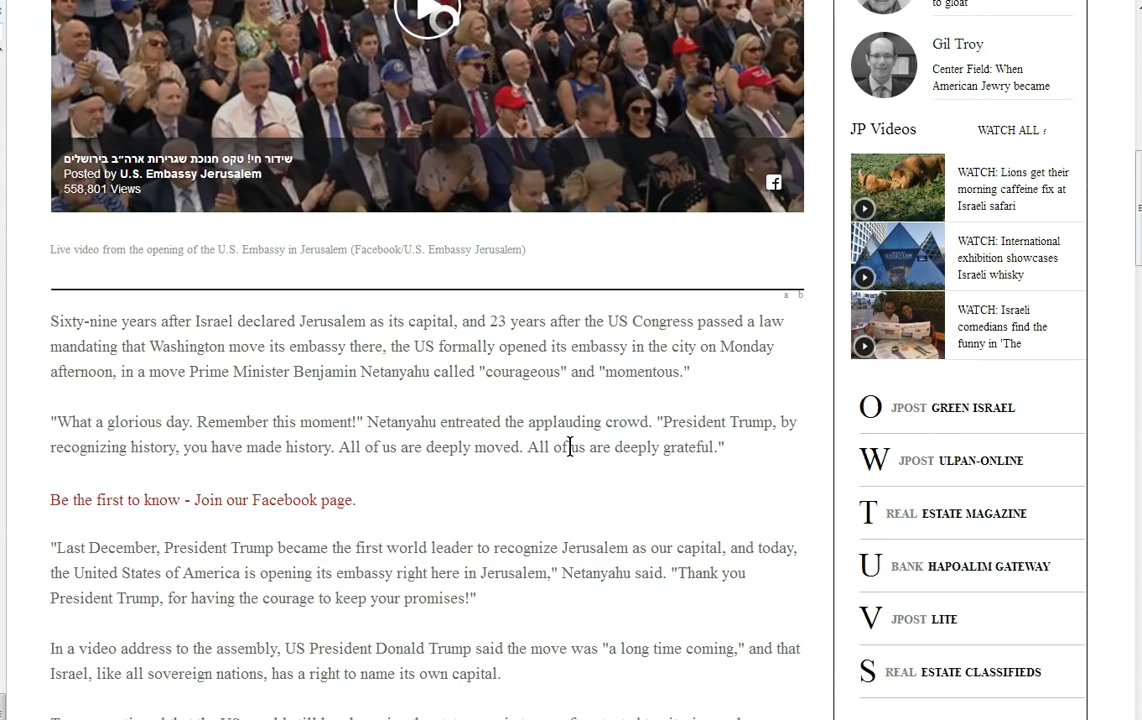 שידור חי! טקס חנוכת שגרירות ארה״ב בירושלים
Posted by U.S. Embassy Jerusalem
558,801 Views
Live video from the opening of the U.S. Embassy in Jerusalem (Facebook/U.S. Embassy Jerusalem)
a b
Sixty-nine years after Israel declared Jerusalem as its capital, and 23 years after the US Congress passed a law
mandating that Washington move its embassy there, the US formally opened its embassy in the city on Monday
afternoon, in a move Prime Minister Benjamin Netanyahu called "courageous" and "momentous."
"What a glorious day. Remember this moment!" Netanyahu entreated the applauding crowd. "President Trump, by
recognizing history, you have made history. All of us are deeply moved. All of us are deeply grateful."
Be the first to know - Join our Facebook page.
"Last December, President Trump became the first world leader to recognize Jerusalem as our capital, and today,
the United States of America is opening its embassy right here in Jerusalem," Netanyahu said. "Thank you
President Trump, for having the courage to keep your promises!"
In a video address to the assembly, US President Donald Trump said the move was "a long time coming," and that
Israel, like all sovereign nations, has a right to name its own capital.
to gloat
Gil Troy
Center Field: When
American Jewry became
JP Videos
WATCH ALL
WATCH: Lions get their
morning caffeine fix at
Israeli safari
WATCH: International
exhibition showcases
Israeli whisky
WATCH: Israeli
comedians find the
funny in 'The
O JPOST GREEN ISRAEL
W JPOST ULPAN-ONLINE
T REAL ESTATE MAGAZINE
U BANK HAPOALIM GATEWAY
V JPOST LITE
S REAL ESTATE CLASSIFIEDS